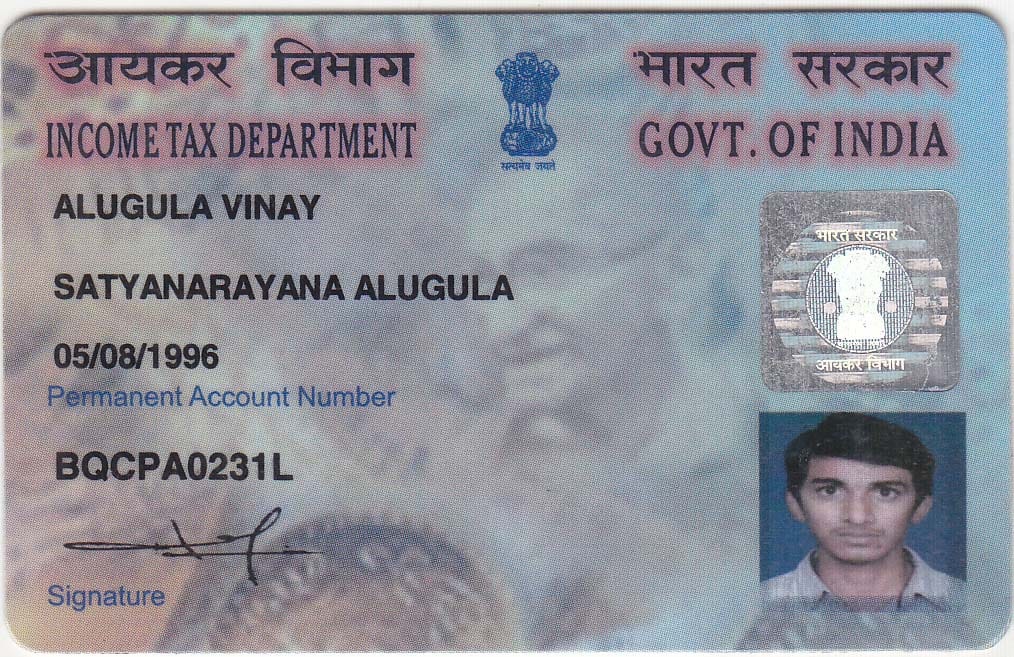 आयकर विभाग
भारत सरकार
INCOME TAX DEPARTMENT
GOVT. OF INDIA
सत्यमेव जयते
ALUGULA VINAY
SATYANARAYANA ALUGULA
05/08/1996
Permanent Account Number
BQCPA0231L
Signature
भारत सरकार
आयकर विभाग